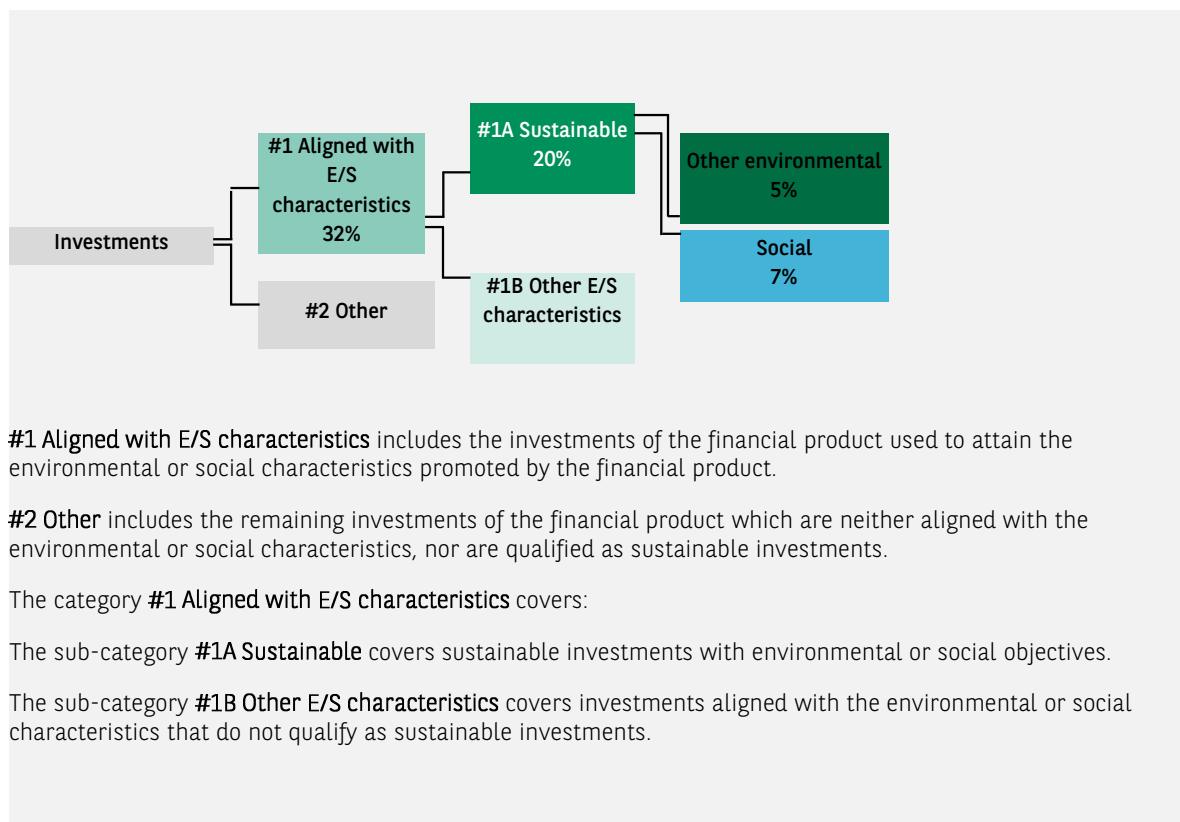 Investments
#1 Aligned with
E/S
characteristics
32%
#2 Other
#1A Sustainable
20%
#1B Other E/S
characteristics
Other environmental
5%
Social
7%
#1 Aligned with E/S characteristics includes the investments of the financial product used to attain the
environmental or social characteristics promoted by the financial product.
#2 Other includes the remaining investments of the financial product which are neither aligned with the
environmental or social characteristics, nor are qualified as sustainable investments.
The category #1 Aligned with E/S characteristics covers:
The sub-category #1A Sustainable covers sustainable investments with environmental or social objectives.
The sub-category #1B Other E/S characteristics covers investments aligned with the environmental or social
characteristics that do not qualify as sustainable investments.